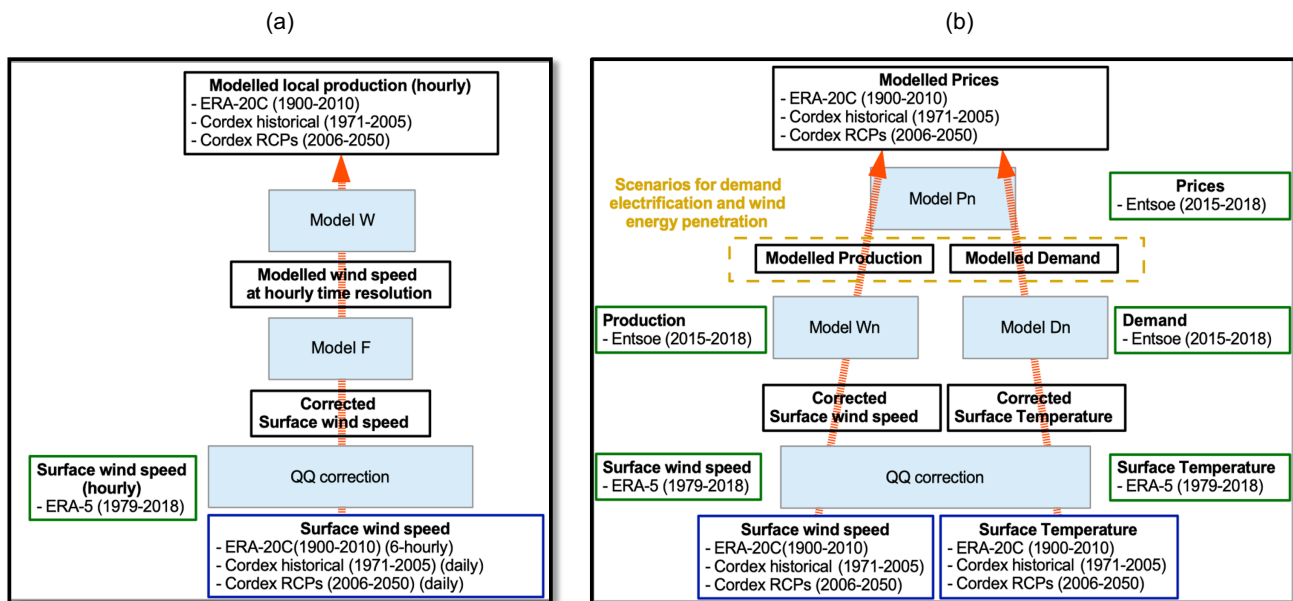 (a)
Modelled local production (hourly)
- ERA-20C (1900-2010)
- Cordex historical (1971-2005)
- Cordex RCPs (2006-2050)
Model W
Modelled wind speed
at hourly time resolution
Model F
Corrected
Surface wind speed
QQ correction
Surface wind speed
(hourly)
- ERA-5 (1979-2018)
Surface wind speed
- ERA-20C(1900-2010) (6-hourly)
- Cordex historical (1971-2005) (daily)
- Cordex RCPs (2006-2050) (daily)
(b)
Modelled Prices
- ERA-20C (1900-2010)
- Cordex historical (1971-2005)
- Cordex RCPs (2006-2050)
Scenarios for demand
electrification and wind
energy penetration
Model Pn
Prices
- Entsoe (2015-2018)
Modelled Production
Modelled Demand
Production
- Entsoe (2015-2018)
Model Wn
Model Dn
Demand
- Entsoe (2015-2018)
Corrected
Surface wind speed
Corrected
Surface Temperature
Surface wind speed
- ERA-5 (1979-2018)
QQ correction
Surface Temperature
- ERA-5 (1979-2018)
Surface wind speed
- ERA-20C(1900-2010)
- Cordex historical (1971-2005)
- Cordex RCPs (2006-2050)
Surface Temperature
- ERA-20C (1900-2010)
- Cordex historical (1971-2005)
- Cordex RCPs (2006-2050)